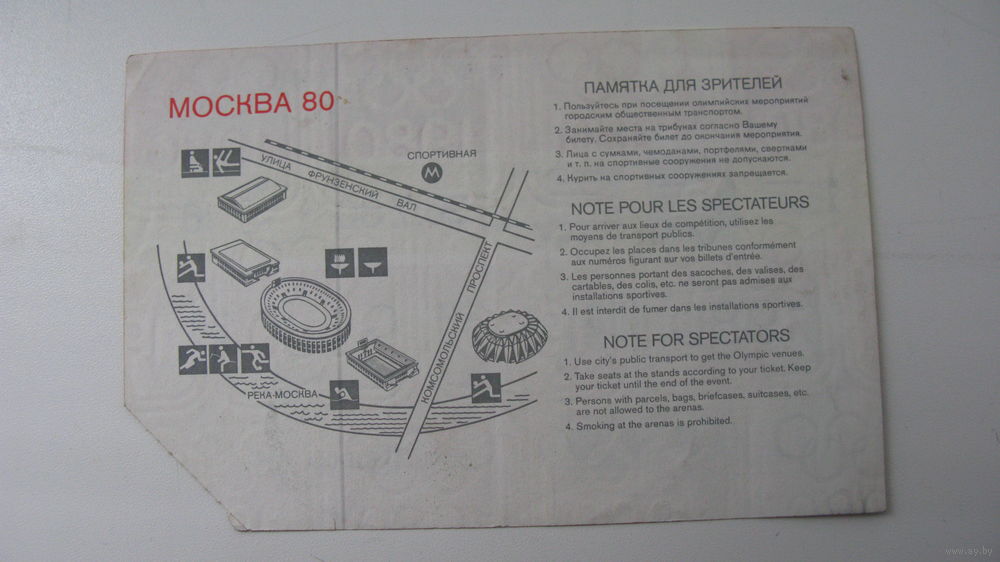 МОСКВА 80
СПОРТИВНАЯ
М
УЛИЦА ФРУНЗЕНСКИЙ ВАЛ
КОМСОМОЛЬСКИЙ ПРОСПЕКТ
РЕКА-МОСКВА
ПАМЯТКА ДЛЯ ЗРИТЕЛЕЙ
1. Пользуйтесь при посещении олимпийских мероприятий
городским общественным транспортом.
2. Занимайте места на трибунах согласно Вашему
билету. Сохраняйте билет до окончания мероприятия.
3. Лица с сумками, чемоданами, портфелями, свертками
и т. п. на спортивные сооружения не допускаются.
4. Курить на спортивных сооружениях запрещается.
NOTE POUR LES SPECTATEURS
1. Pour arriver aux lieux de compétition, utilisez les
moyens de transport publics.
2. Occupez les places dans les tribunes conformément
aux numéros figurant sur vos billets d'entrée.
3. Les personnes portant des sacoches, des valises, des
cartables, des colis, etc. ne seront pas admises aux
installations sportives.
4. Il est interdit de fumer dans les installations sportives.
NOTE FOR SPECTATORS
1. Use city's public transport to get the Olympic venues.
2. Take seats at the stands according to your ticket. Keep
your ticket until the end of the event.
3. Persons with parcels, bags, briefcases, suitcases, etc.
are not allowed to the arenas.
4. Smoking at the arenas is prohibited.
www.ay.by